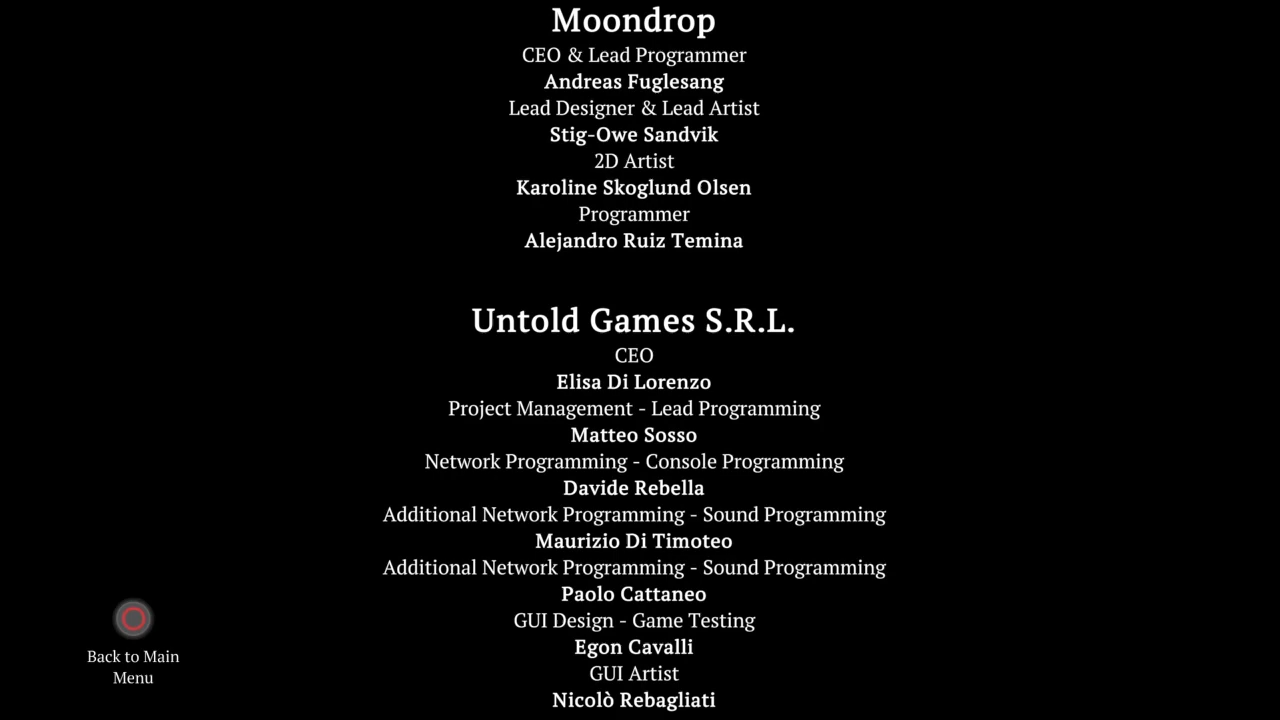 Moondrop
CEO & Lead Programmer
Andreas Fuglesang
Lead Designer & Lead Artist
Stig-Owe Sandvik
2D Artist
Karoline Skoglund Olsen
Programmer
Alejandro Ruiz Temina
Untold Games S.R.L.
CEO
Elisa Di Lorenzo
Project Management - Lead Programming
Matteo Sosso
Network Programming - Console Programming
Davide Rebella
Additional Network Programming - Sound Programming
Maurizio Di Timoteo
Additional Network Programming - Sound Programming
Paolo Cattaneo
GUI Design - Game Testing
Egon Cavalli
GUI Artist
Nicolò Rebagliati
Back to Main
Menu